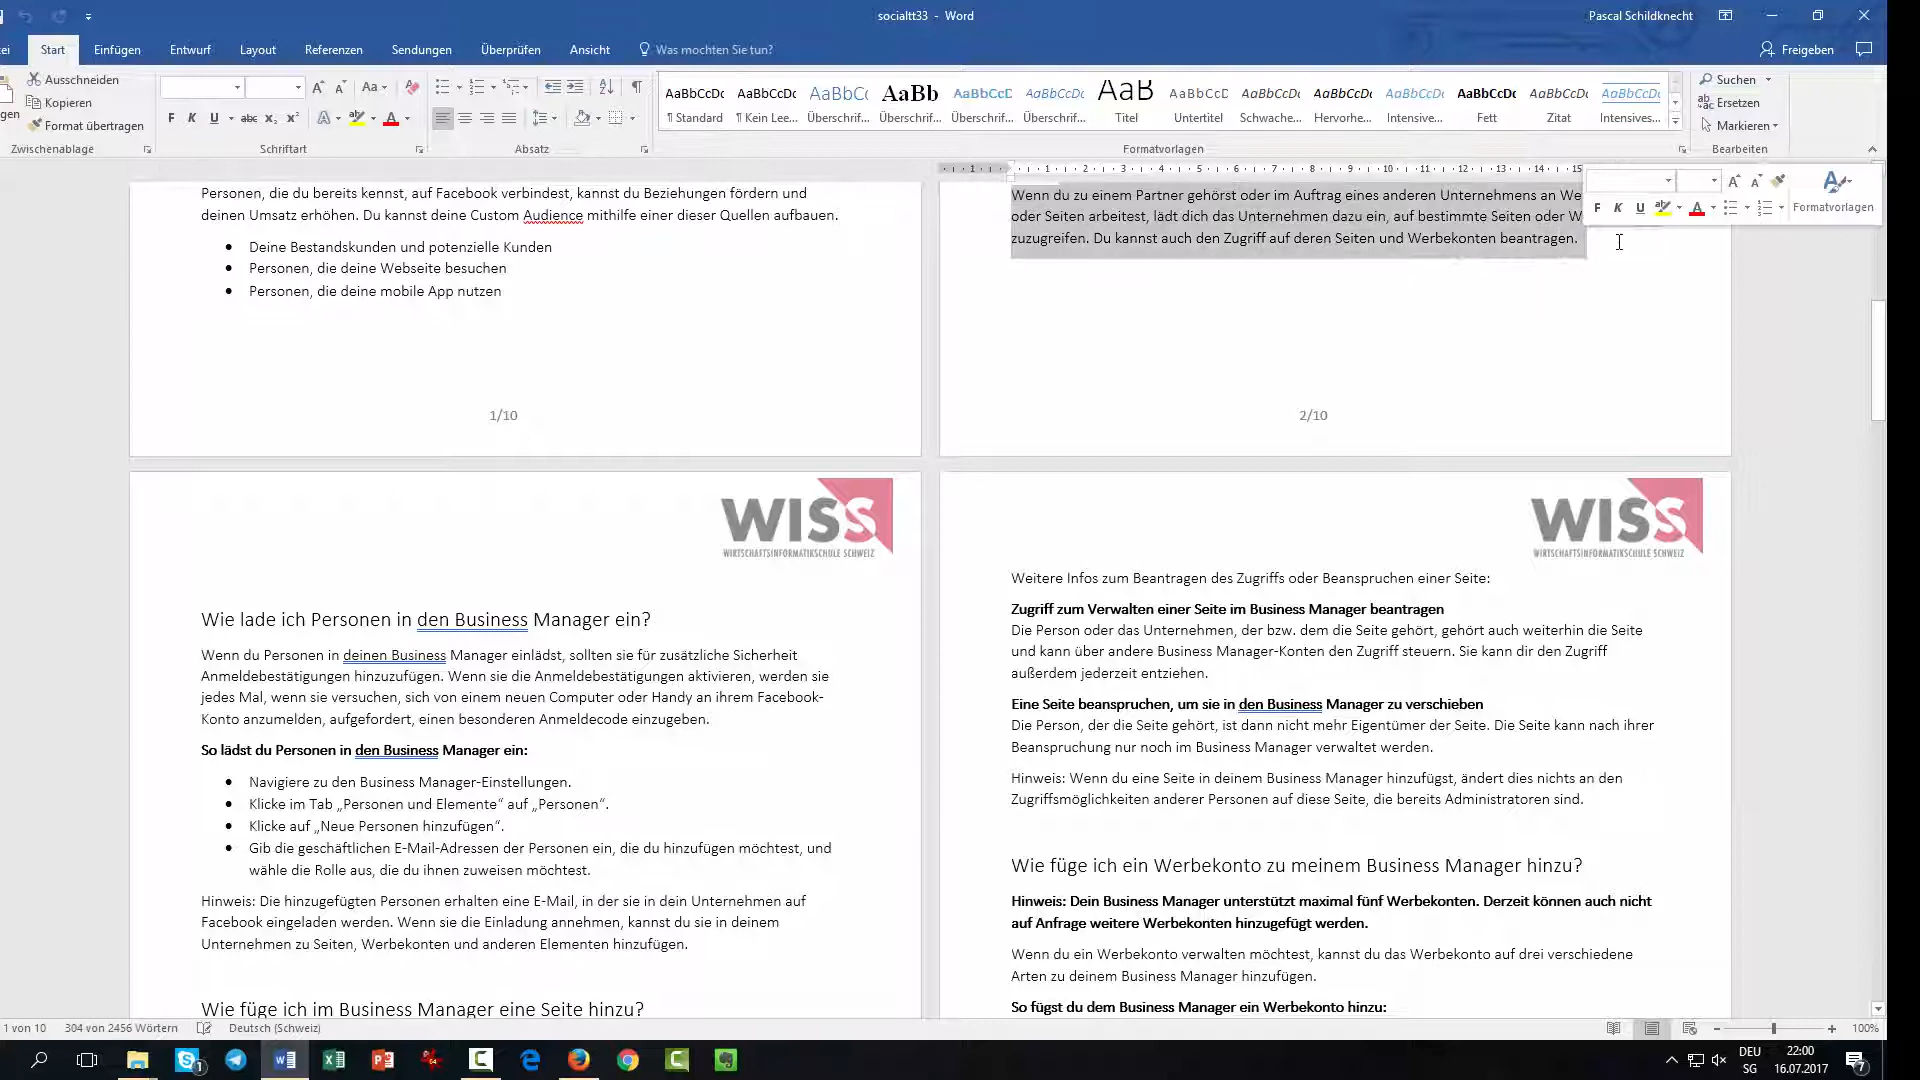 socialtt33 - Word
Pascal Schildknecht
Start Einfügen Entwurf Layout Referenzen Sendungen Überprüfen Ansicht Was mochten Sie tun?
Freigeben
Ausschneiden
Kopieren
Format übertragen
Zwischenablage
F K U abc x₂ x²
Aa
Schriftart
Absatz
AaBbCcDc AaBbCcDc AaBbCc AaBb AaBbCcC AaBbCcDc AaB AaBbCcD AaBbCcDc AaBbCcDc AaBbCcDc AaBbCcDc AaBbCcDc AaBbCcDc
¶ Standard ¶ Kein Lee... Überschrif... Überschrif... Überschrif... Überschrif... Titel Untertitel Schwache... Hervorhe... Intensive... Fett Zitat Intensives...
Formatvorlagen
Suchen
Ersetzen
Markieren
Bearbeiten
1 1 2 3 4 5 6 7 8 9 10 11 12 13 14 15
F K U Formatvorlagen
Personen, die du bereits kennst, auf Facebook verbindest, kannst du Beziehungen fördern und
deinen Umsatz erhöhen. Du kannst deine Custom Audience mithilfe einer dieser Quellen aufbauen.
• Deine Bestandskunden und potenzielle Kunden
• Personen, die deine Webseite besuchen
• Personen, die deine mobile App nutzen
1/10
Wenn du zu einem Partner gehörst oder im Auftrag eines anderen Unternehmens an We
oder Seiten arbeitest, lädt dich das Unternehmen dazu ein, auf bestimmte Seiten oder W
zuzugreifen. Du kannst auch den Zugriff auf deren Seiten und Werbekonten beantragen.
2/10
WISS
WIRTSCHAFTSINFORMATIKSCHULE SCHWEIZ
Wie lade ich Personen in den Business Manager ein?
Wenn du Personen in deinen Business Manager einlädst, sollten sie für zusätzliche Sicherheit
Anmeldebestätigungen hinzuzufügen. Wenn sie die Anmeldebestätigungen aktivieren, werden sie
jedes Mal, wenn sie versuchen, sich von einem neuen Computer oder Handy an ihrem Facebook-
Konto anzumelden, aufgefordert, einen besonderen Anmeldecode einzugeben.
So lädst du Personen in den Business Manager ein:
• Navigiere zu den Business Manager-Einstellungen.
• Klicke im Tab „Personen und Elemente“ auf „Personen“.
• Klicke auf „Neue Personen hinzufügen“.
• Gib die geschäftlichen E-Mail-Adressen der Personen ein, die du hinzufügen möchtest, und
wähle die Rolle aus, die du ihnen zuweisen möchtest.
Hinweis: Die hinzugefügten Personen erhalten eine E-Mail, in der sie in dein Unternehmen auf
Facebook eingeladen werden. Wenn sie die Einladung annehmen, kannst du sie in deinem
Unternehmen zu Seiten, Werbekonten und anderen Elementen hinzufügen.
Wie füge ich im Business Manager eine Seite hinzu?
WISS
WIRTSCHAFTSINFORMATIKSCHULE SCHWEIZ
Weitere Infos zum Beantragen des Zugriffs oder Beanspruchen einer Seite:
Zugriff zum Verwalten einer Seite im Business Manager beantragen
Die Person oder das Unternehmen, der bzw. dem die Seite gehört, gehört auch weiterhin die Seite
und kann über andere Business Manager-Konten den Zugriff steuern. Sie kann dir den Zugriff
außerdem jederzeit entziehen.
Eine Seite beanspruchen, um sie in den Business Manager zu verschieben
Die Person, der die Seite gehört, ist dann nicht mehr Eigentümer der Seite. Die Seite kann nach ihrer
Beanspruchung nur noch im Business Manager verwaltet werden.
Hinweis: Wenn du eine Seite in deinem Business Manager hinzufügst, ändert dies nichts an den
Zugriffsmöglichkeiten anderer Personen auf diese Seite, die bereits Administratoren sind.
Wie füge ich ein Werbekonto zu meinem Business Manager hinzu?
Hinweis: Dein Business Manager unterstützt maximal fünf Werbekonten. Derzeit können auch nicht
auf Anfrage weitere Werbekonten hinzugefügt werden.
Wenn du ein Werbekonto verwalten möchtest, kannst du das Werbekonto auf drei verschiedene
Arten zu deinem Business Manager hinzufügen.
So fügst du dem Business Manager ein Werbekonto hinzu:
1 von 10 304 von 2456 Wörtern Deutsch (Schweiz)
100%
DEU
SG
22:00
16.07.2017